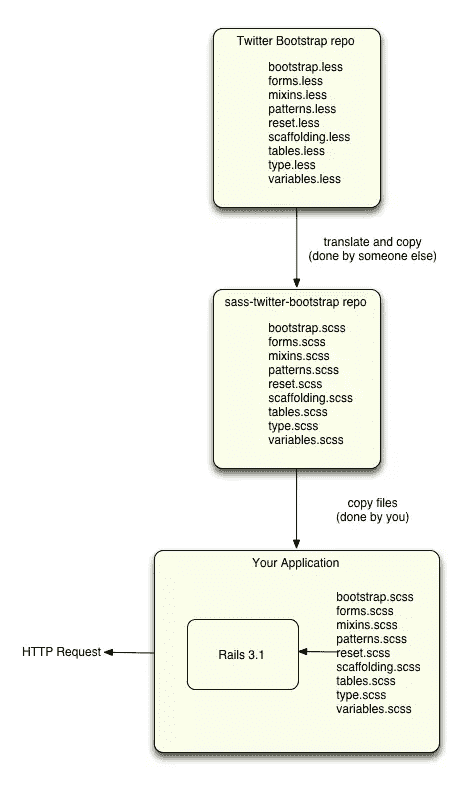 Twitter Bootstrap repo
bootstrap.less
forms.less
mixins.less
patterns.less
reset.less
scaffolding.less
tables.less
type.less
variables.less
translate and copy
(done by someone else)
sass-twitter-bootstrap repo
bootstrap.scss
forms.scss
mixins.scss
patterns.scss
reset.scss
scaffolding.scss
tables.scss
type.scss
variables.scss
copy files
(done by you)
Your Application
bootstrap.scss
forms.scss
mixins.scss
patterns.scss
reset.scss
scaffolding.scss
tables.scss
type.scss
variables.scss
Rails 3.1
HTTP Request